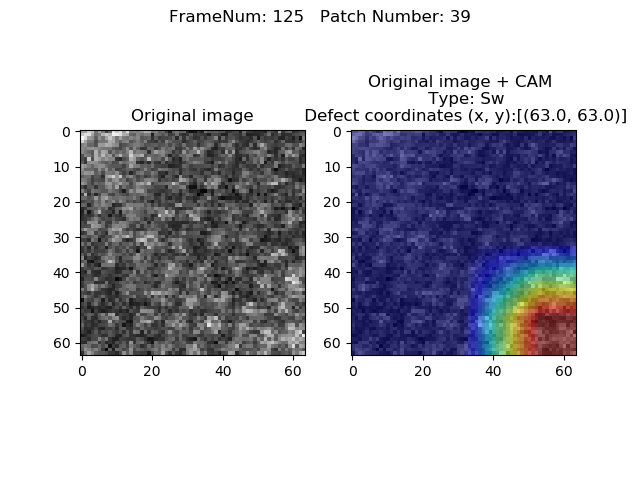 FrameNum: 125   Patch Number: 39
Original image
Original image + CAM
Type: Sw
Defect coordinates (x, y):[(63.0, 63.0)]
0
10
20
30
40
50
60
0 20 40 60
0
10
20
30
40
50
60
0 20 40 60